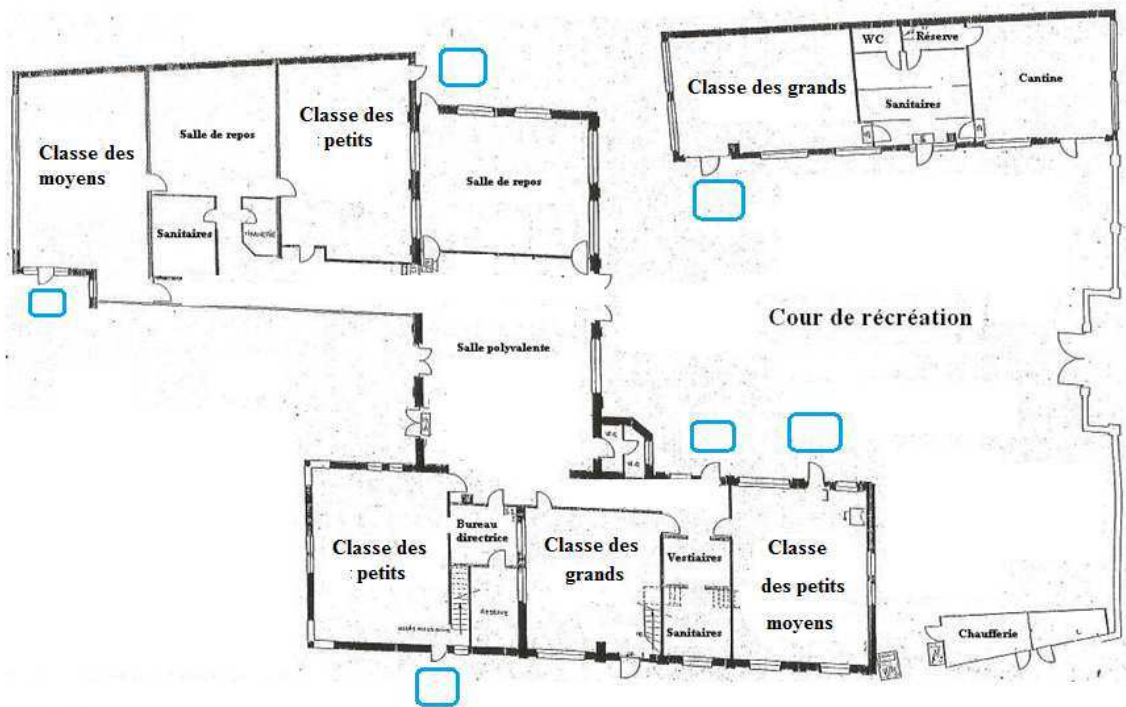 WC
Réserve
Classe des grands
Cantine
Sanitaires
Classe des
petits
Salle de repos
Classe des
moyens
Salle de repos
Sanitaires
Cour de récréation
Salle polyvalente
W.C
W.C
Bureau
directrice
Classe des
petits
Classe des
grands
Vestiaires
Classe
des petits
moyens
RESERVE
Sanitaires
Chaufferie